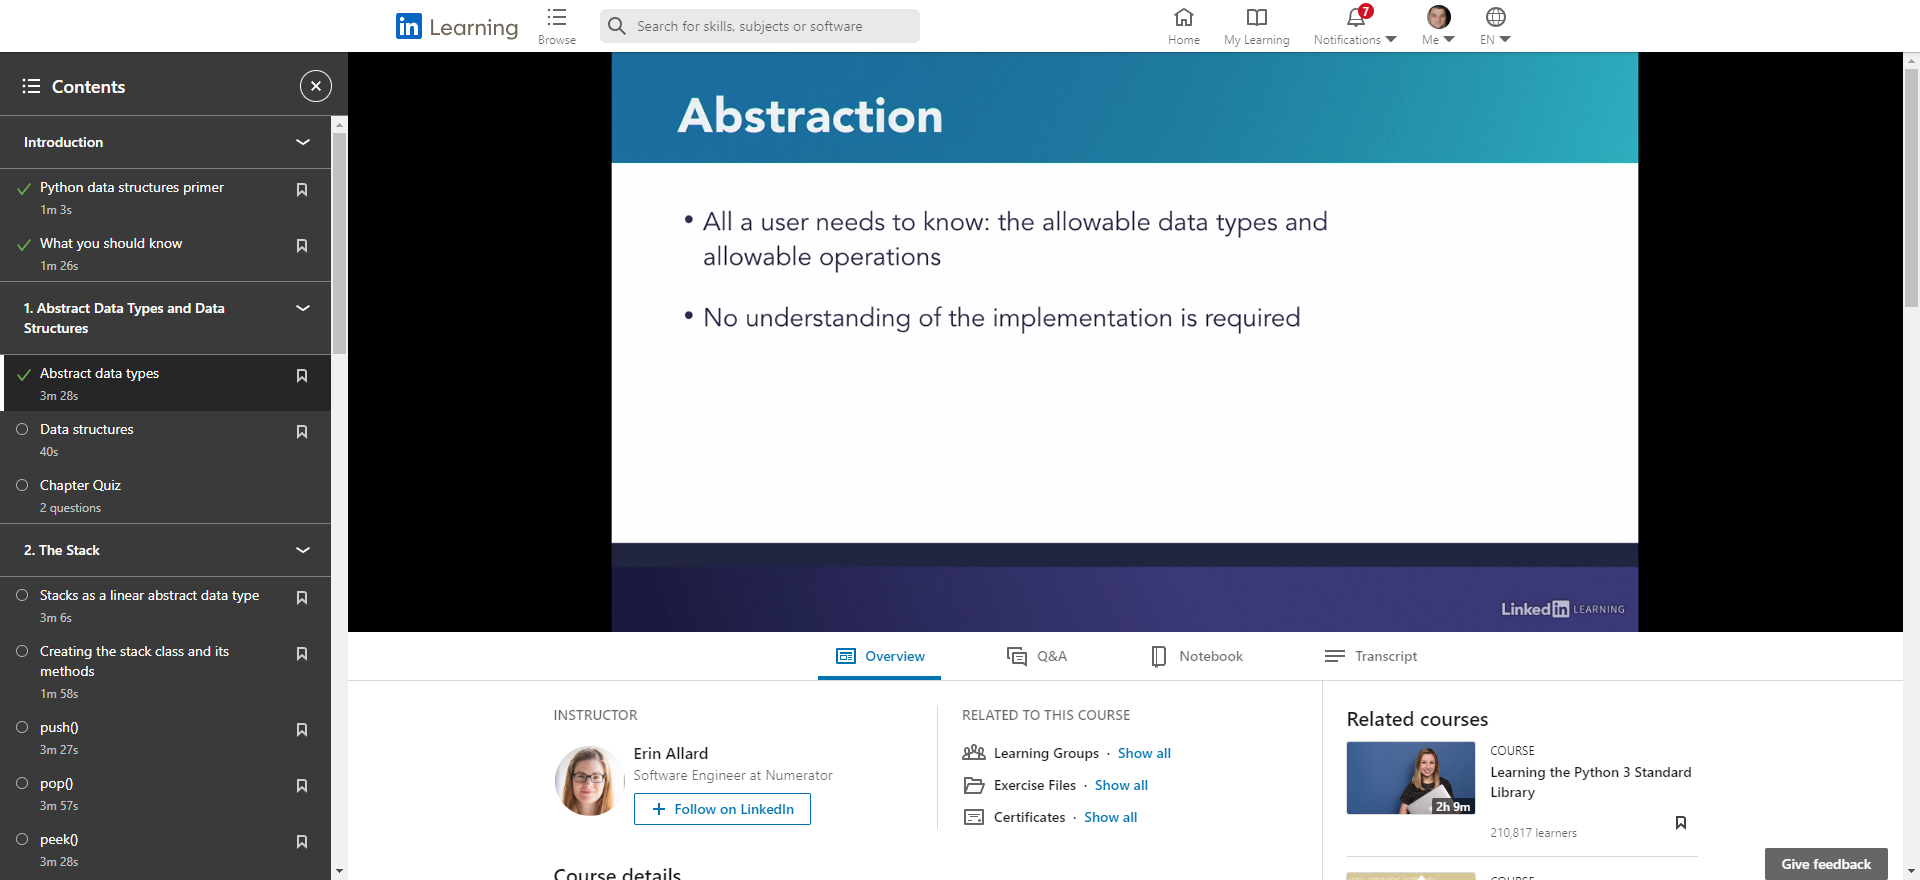 in Learning
Browse
Search for skills, subjects or software
Home
My Learning
7
Notifications
Me
EN
Contents
Introduction
Python data structures primer
1m 3s
What you should know
1m 26s
1. Abstract Data Types and Data
Structures
Abstract data types
3m 28s
Data structures
40s
Chapter Quiz
2 questions
2. The Stack
Stacks as a linear abstract data type
3m 6s
Creating the stack class and its
methods
1m 58s
push()
3m 27s
pop()
3m 57s
peek()
3m 28s
Abstraction
• All a user needs to know: the allowable data types and
allowable operations
• No understanding of the implementation is required
Linked in LEARNING
Overview
Q&A
Notebook
Transcript
INSTRUCTOR
Erin Allard
Software Engineer at Numerator
+ Follow on LinkedIn
RELATED TO THIS COURSE
Learning Groups · Show all
Exercise Files · Show all
Certificates · Show all
Course details
Related courses
2h 9m
COURSE
Learning the Python 3 Standard
Library
210,817 learners
COURSE
Give feedback